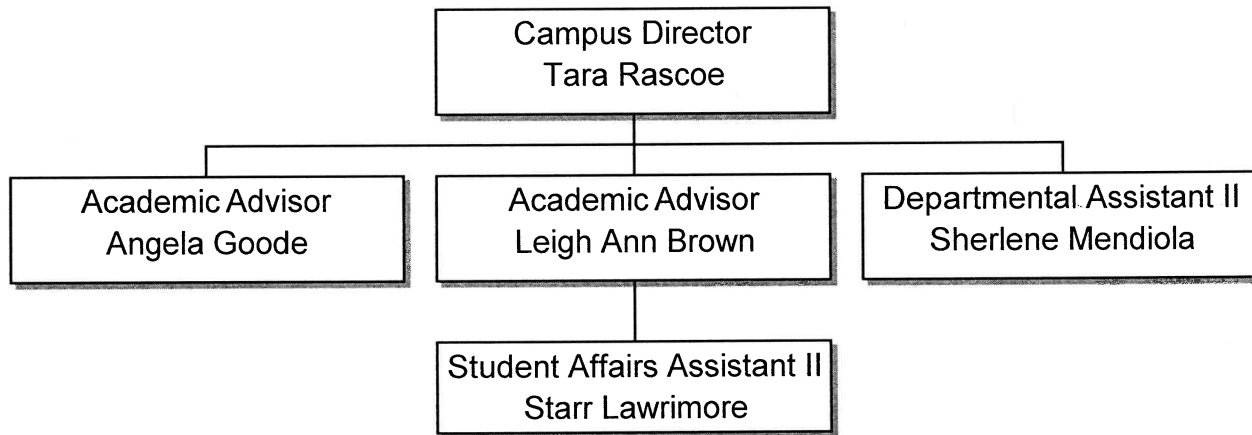 Campus Director
Tara Rascoe
Academic Advisor
Angela Goode
Academic Advisor
Leigh Ann Brown
Departmental Assistant II
Sherlene Mendiola
Student Affairs Assistant II
Starr Lawrimore